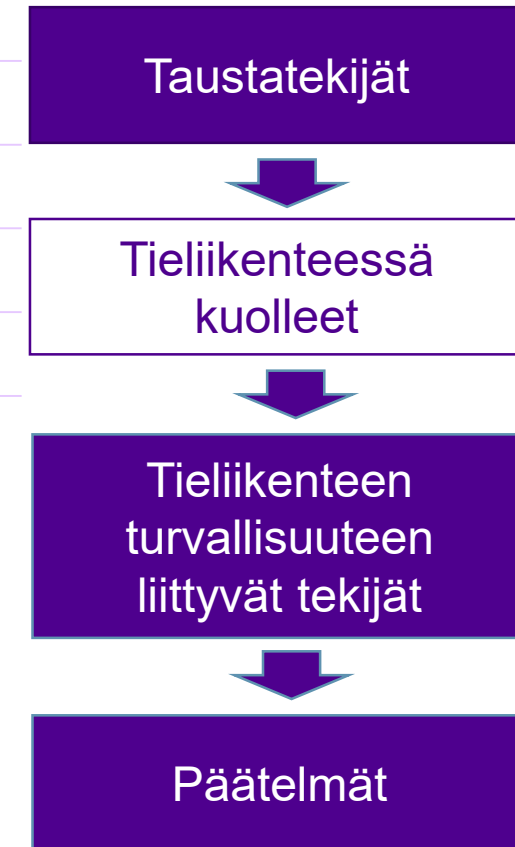 Taustatekijät
Tieliikenteessä
kuolleet
Tieliikenteen
turvallisuuteen
liittyvät tekijät
Päätelmät